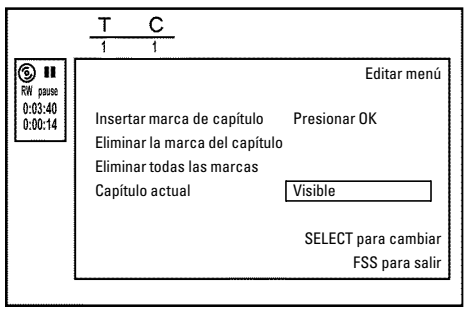 T C
1 1
RW pause
0:03:40
0:00:14
Editar menú
Insertar marca de capítulo Presionar OK
Eliminar la marca del capítulo
Eliminar todas las marcas
Capítulo actual Visible
SELECT para cambiar
FSS para salir